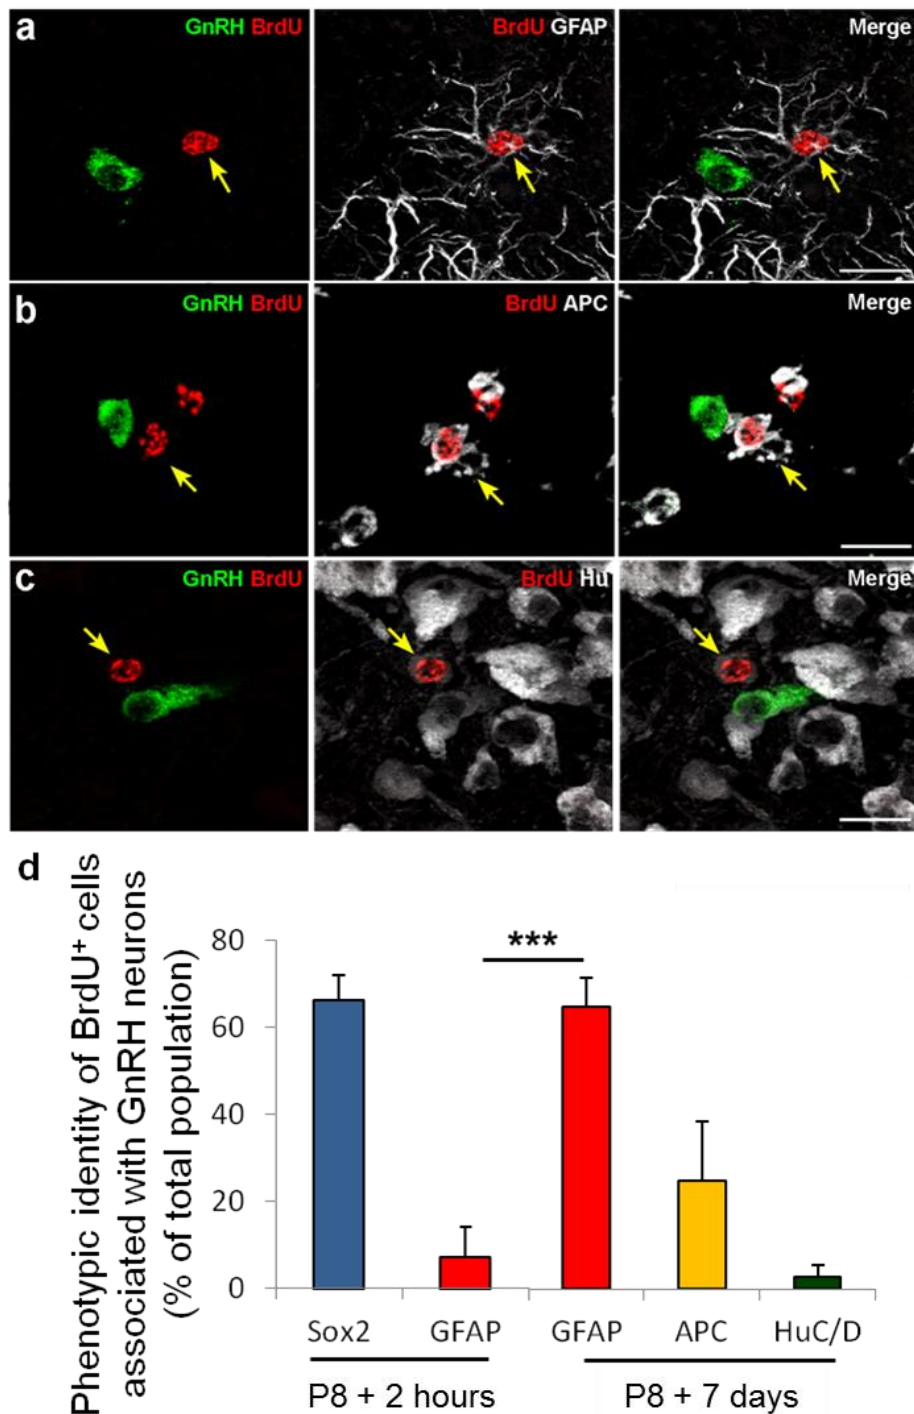 a
GnRH BrdU
BrdU GFAP
Merge
b
GnRH BrdU
BrdU APC
Merge
c
GnRH BrdU
BrdU Hu
Merge
d
Phenotypic identity of BrdU⁺ cells
associated with GnRH neurons
(% of total population)
80
60
40
20
0
***
Sox2 GFAP GFAP APC HuC/D
P8 + 2 hours P8 + 7 days